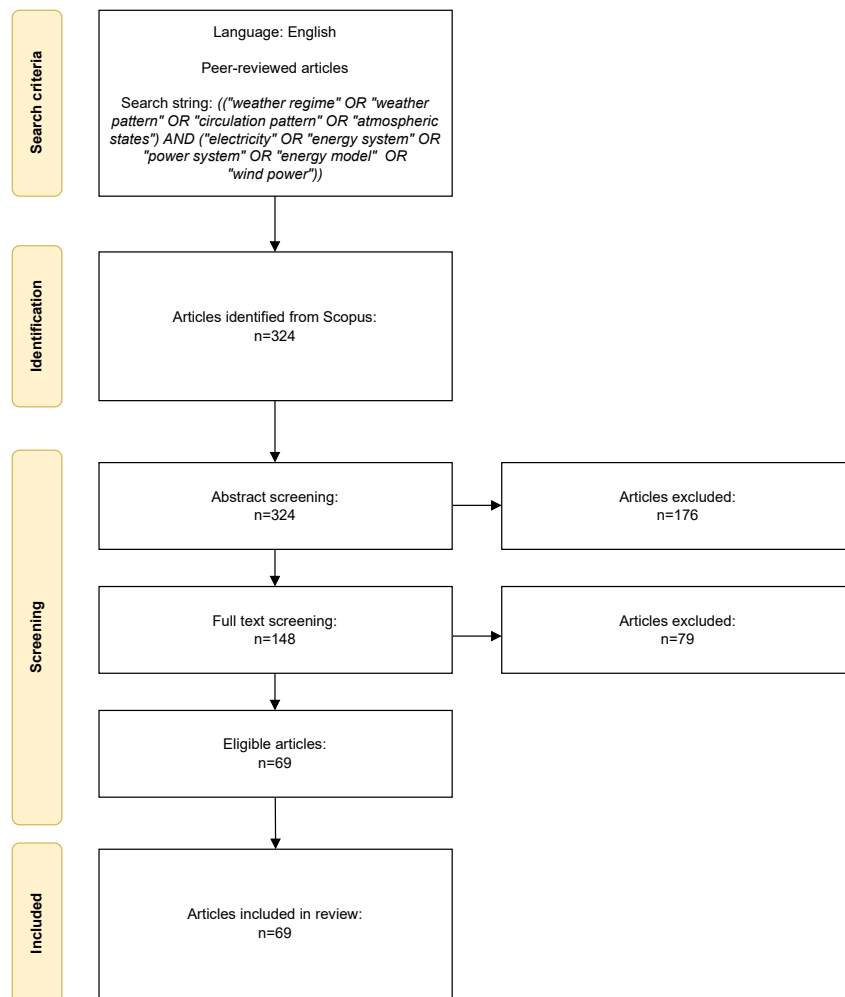 Search criteria
Language: English
Peer-reviewed articles
Search string: (("weather regime" OR "weather
pattern" OR "circulation pattern" OR "atmospheric
states") AND ("electricity" OR "energy system" OR
"power system" OR "energy model" OR
"wind power"))
Identification
Articles identified from Scopus:
n=324
Screening
Abstract screening:
n=324
Articles excluded:
n=176
Full text screening:
n=148
Articles excluded:
n=79
Eligible articles:
n=69
Included
Articles included in review:
n=69